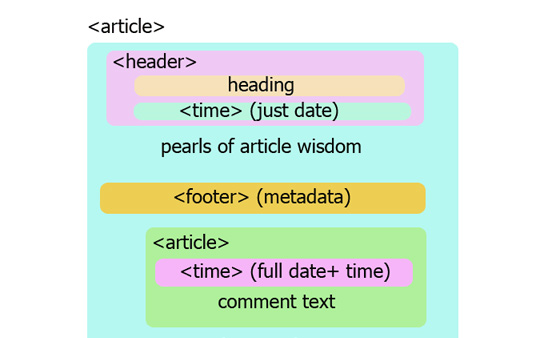 <article>
<header>
heading
<time> (just date)
pearls of article wisdom
<footer> (metadata)
<article>
<time> (full date+ time)
comment text